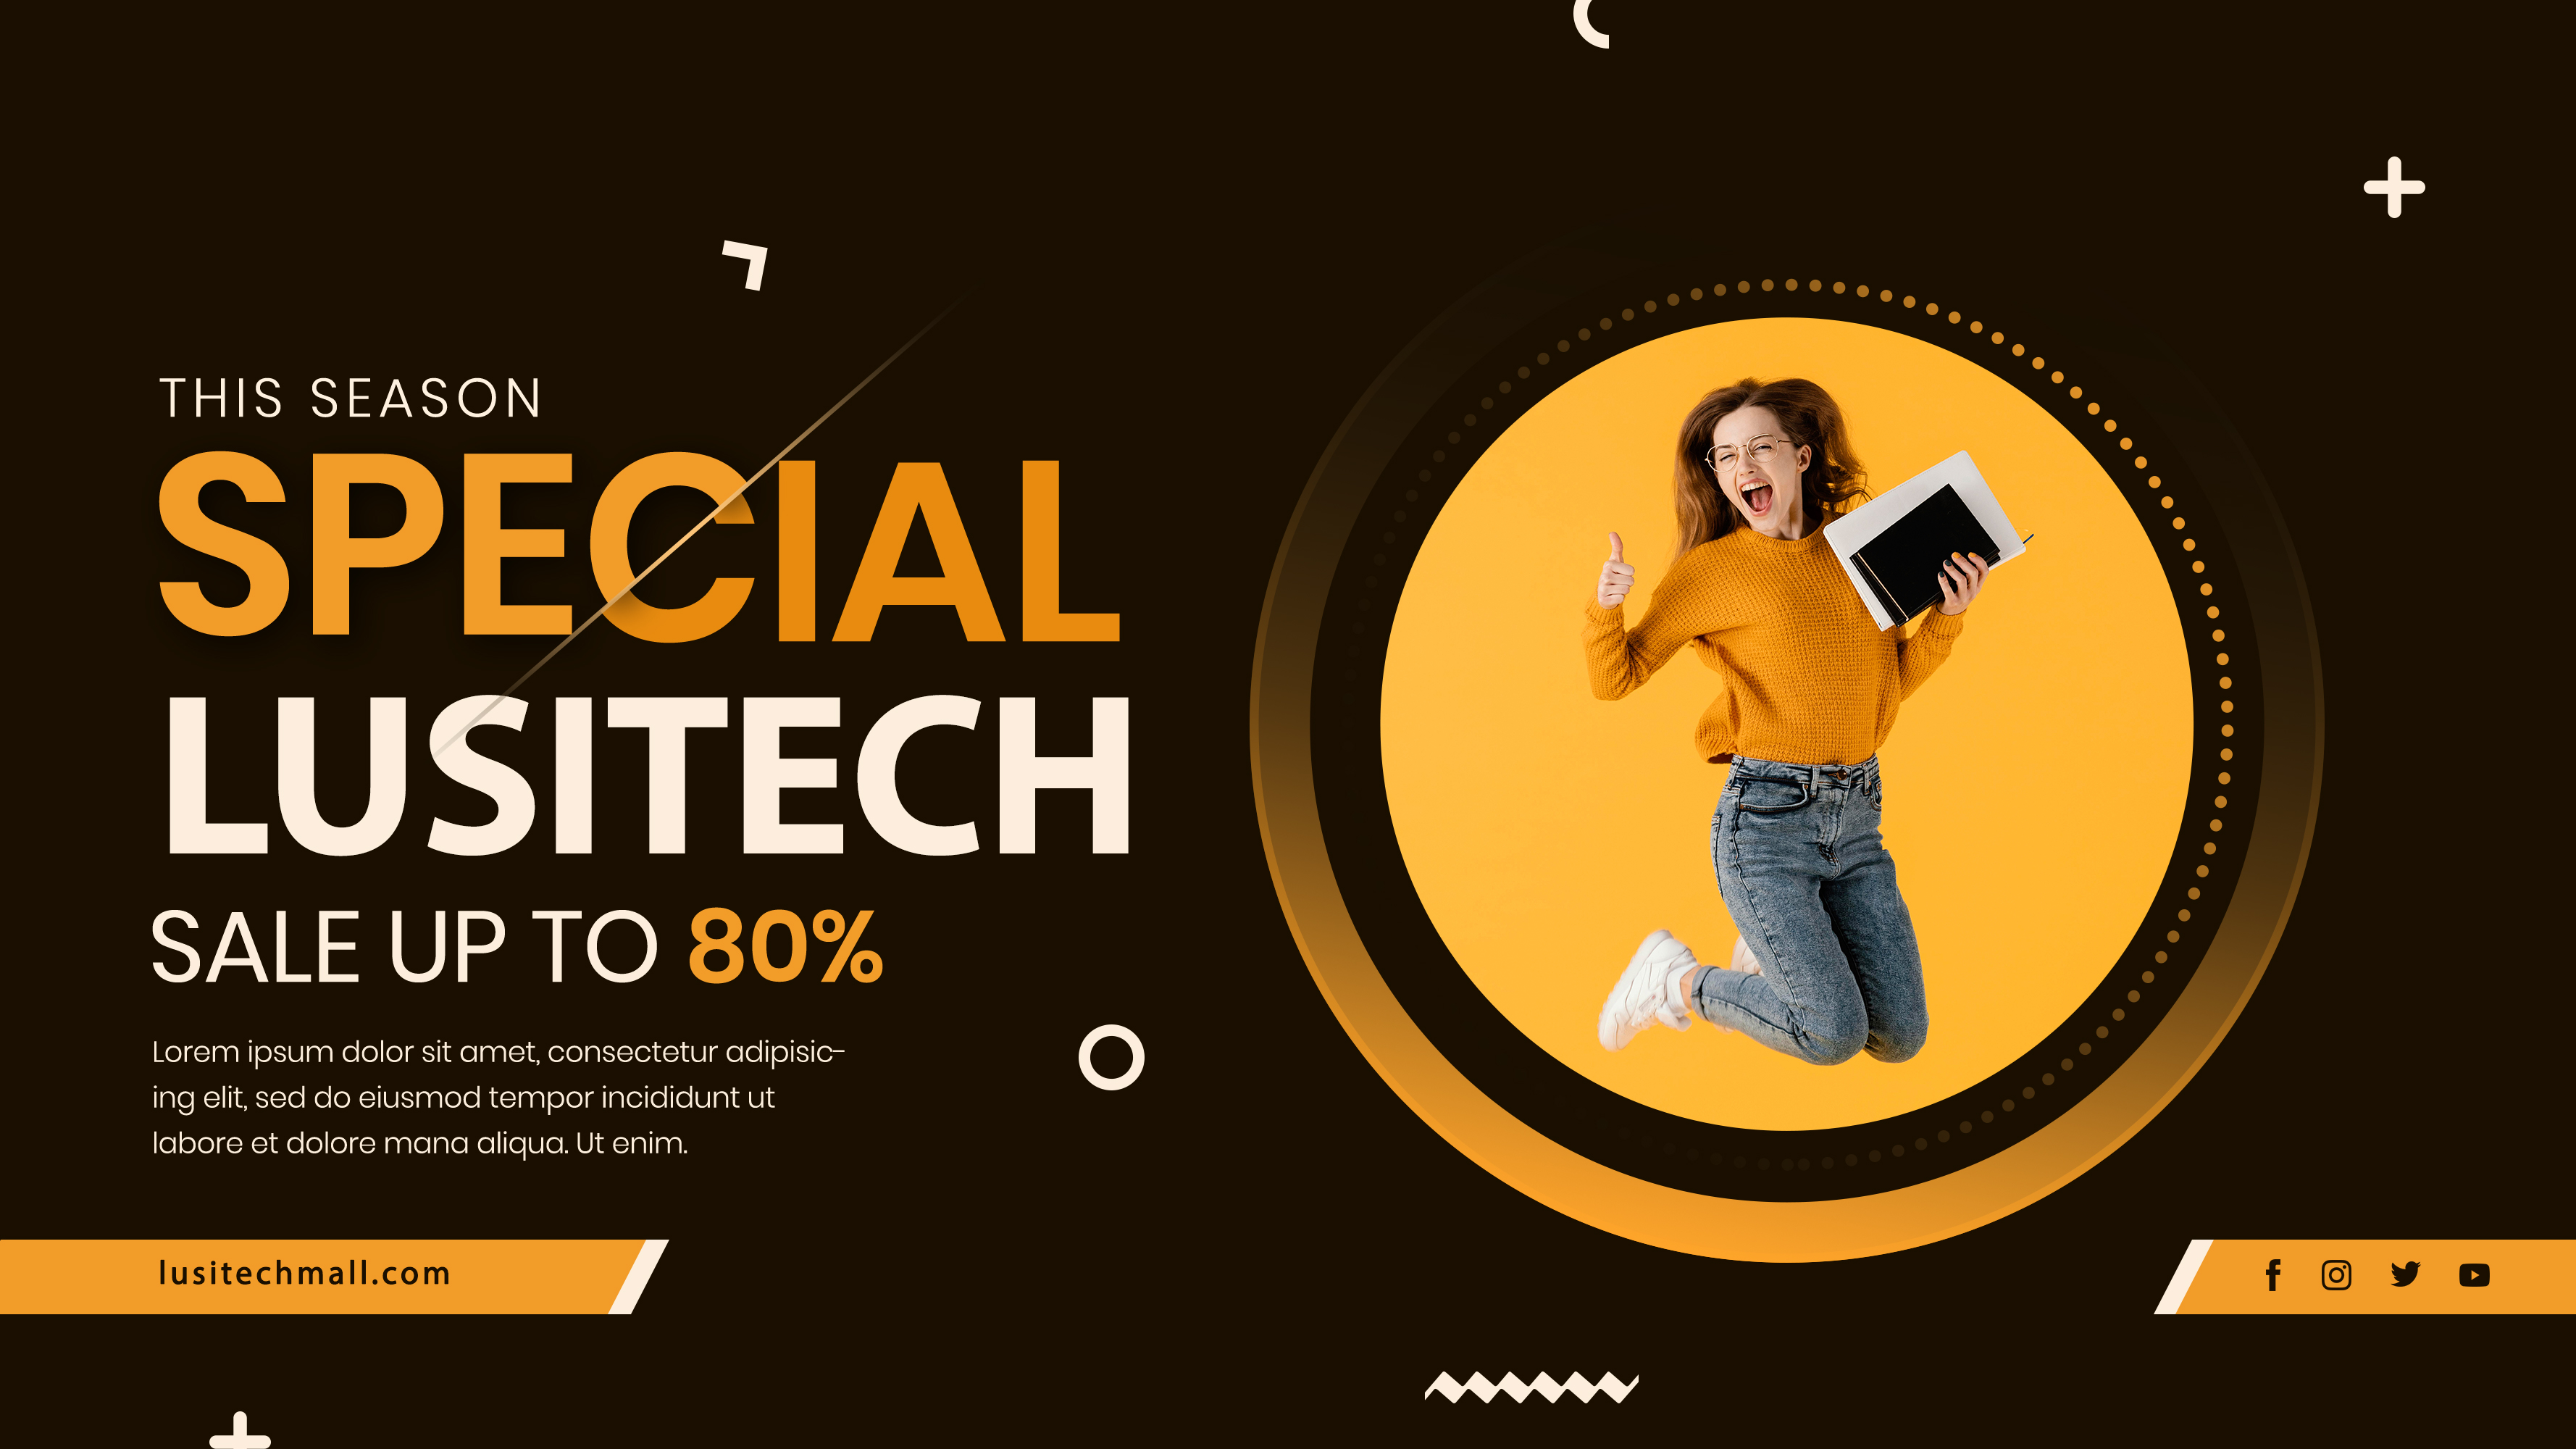 THIS SEASON
SPECIAL
LUSITECH
SALE UP TO 80%
Lorem ipsum dolor sit amet, consectetur adipisic-
ing elit, sed do eiusmod tempor incididunt ut
labore et dolore mana aliqua. Ut enim.
lusitechmall.com